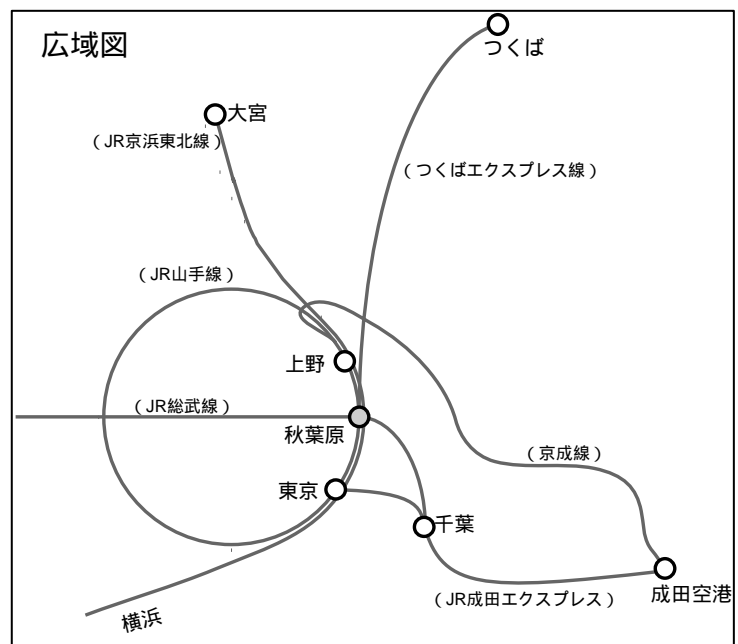 広域図
つくば
大宮
（JR京浜東北線）
（つくばエクスプレス線）
（JR山手線）
上野
（JR総武線）
秋葉原
（京成線）
東京
千葉
成田空港
（JR成田エクスプレス）
横浜